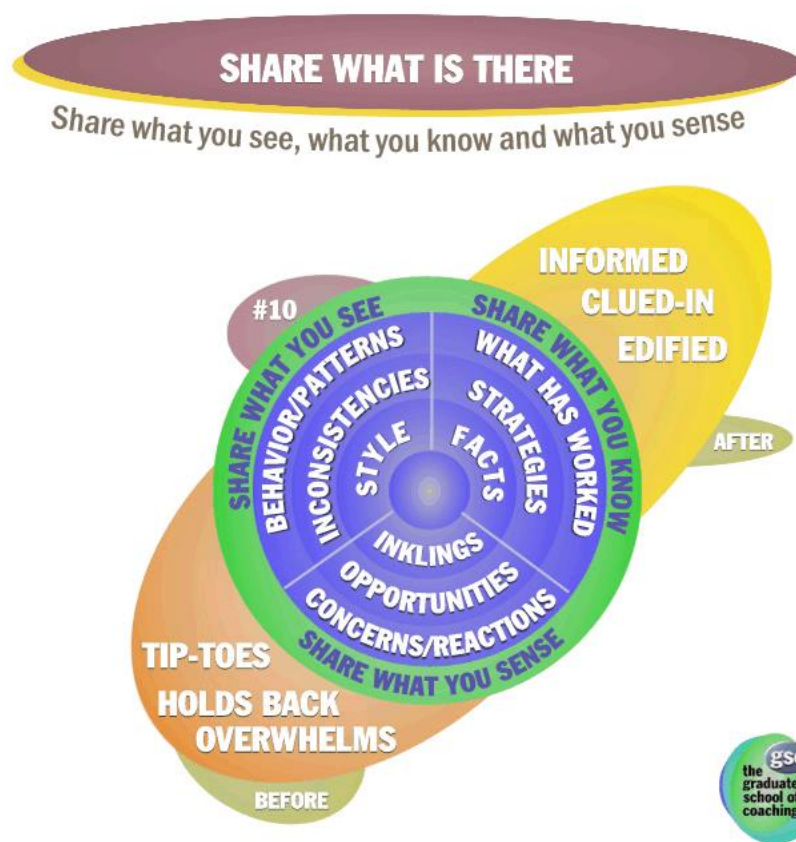 SHARE WHAT IS THERE
Share what you see, what you know and what you sense
#10
INFORMED
CLUED-IN
EDIFIED
AFTER
SHARE WHAT YOU SEE
BEHAVIOR/PATTERNS
INCONSISTENCIES
STYLE
SHARE WHAT YOU KNOW
WHAT HAS WORKED
STRATEGIES
FACTS
INKLINGS
OPPORTUNITIES
CONCERNS/REACTIONS
SHARE WHAT YOU SENSE
TIP-TOES
HOLDS BACK
OVERWHELMS
BEFORE
the
graduate
school of
coaching